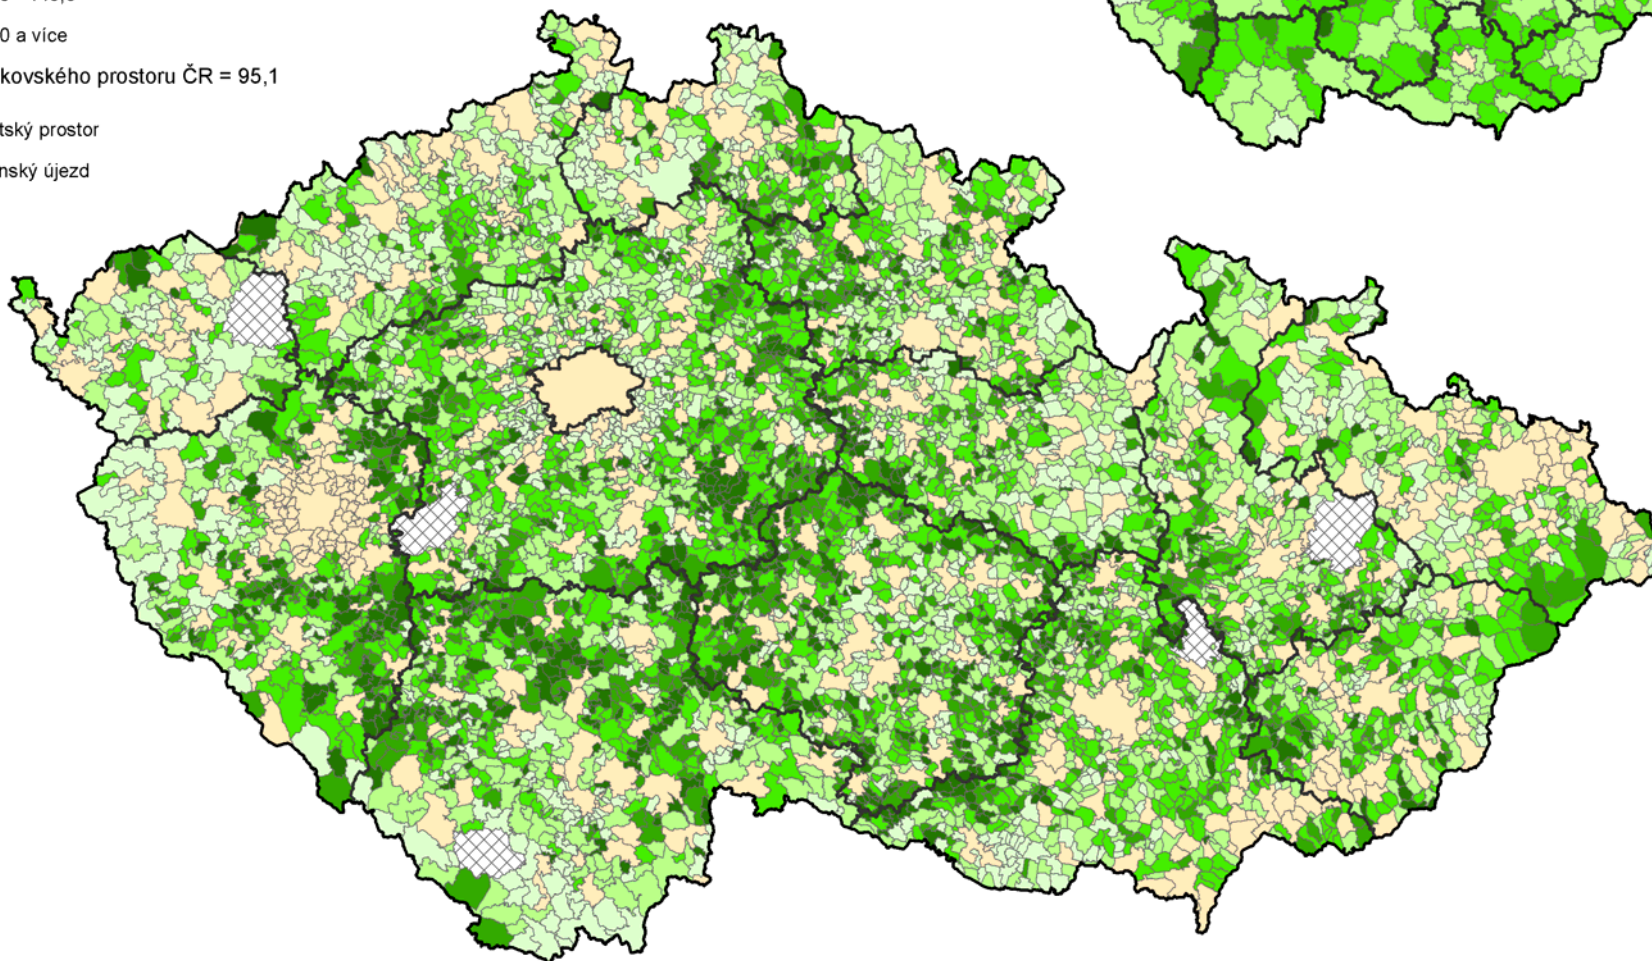 0 a více
kovského prostoru ČR = 95,1
tský prostor
nský újezd